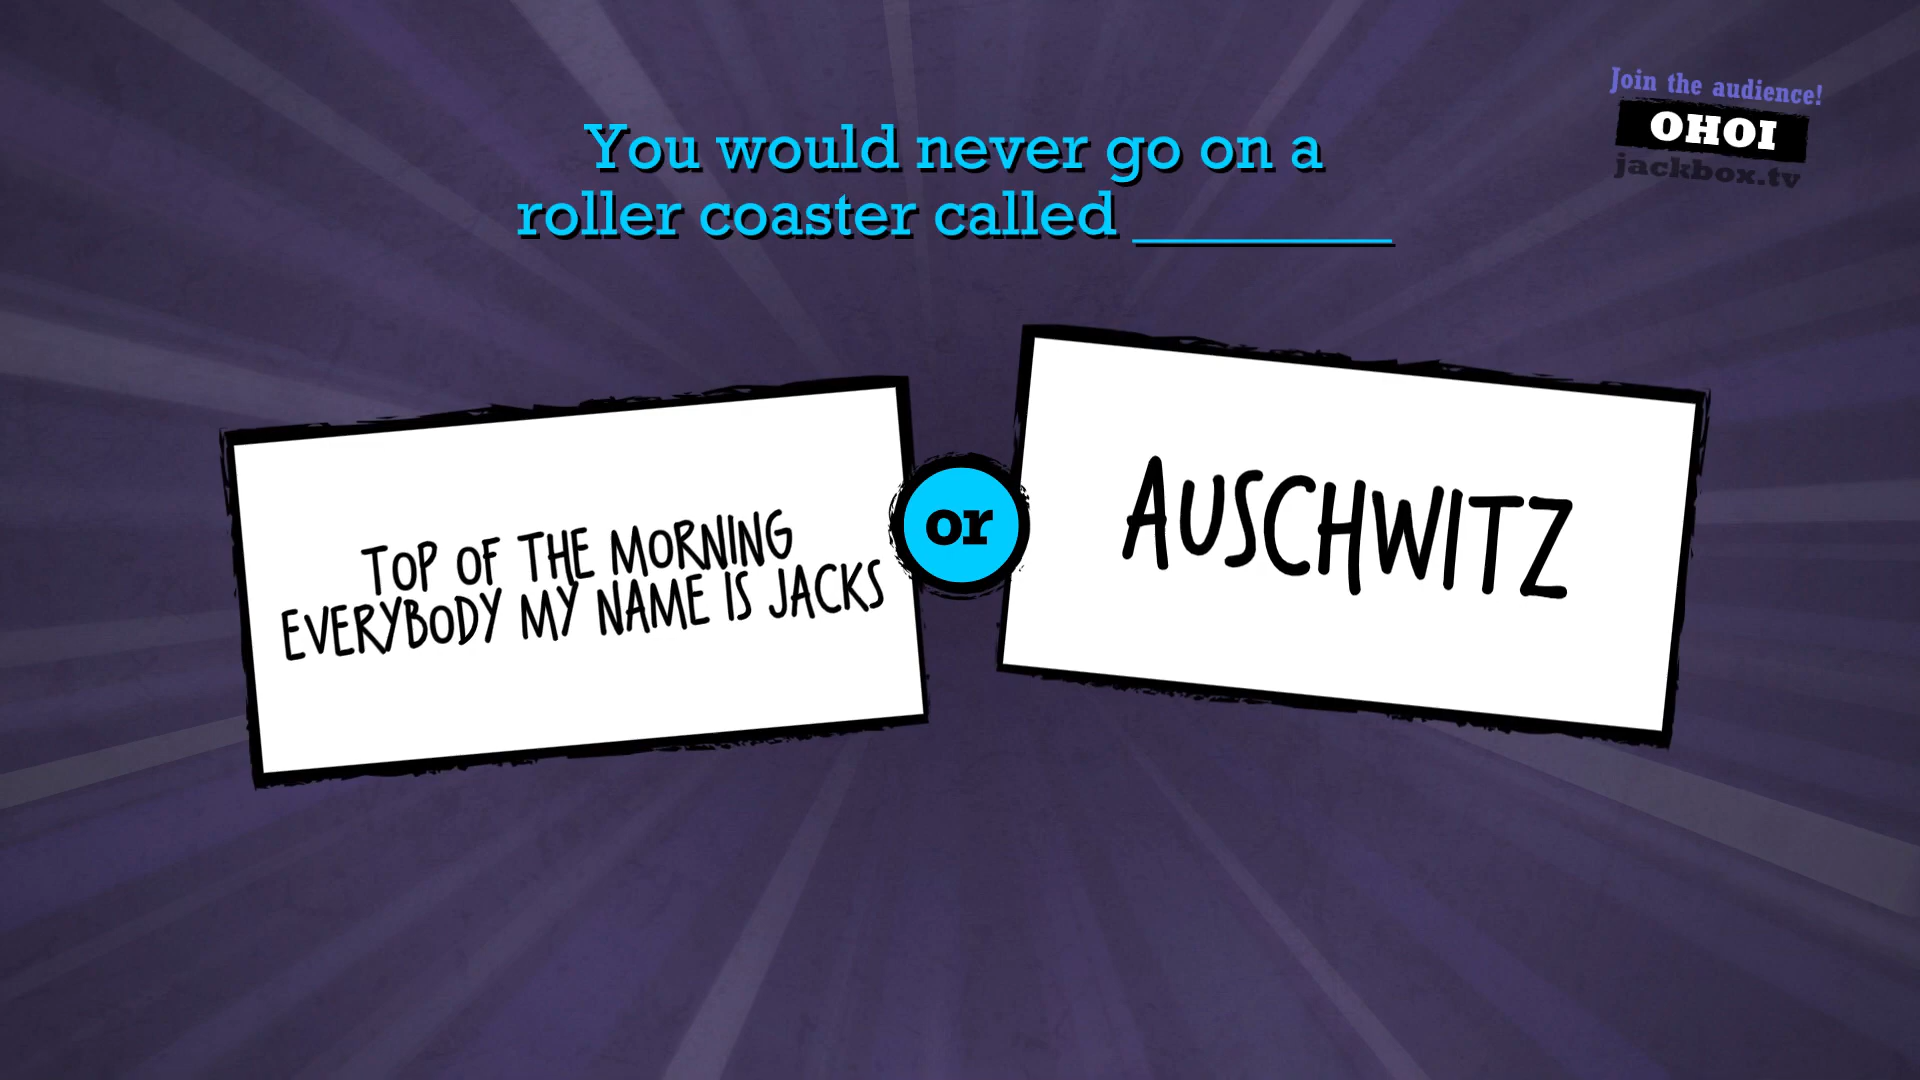 Join the audience!
OHOI
jackbox.tv
You would never go on a
roller coaster called ________
TOP OF THE MORNING
EVERYBODY MY NAME IS JACKS
or
AUSCHWITZ